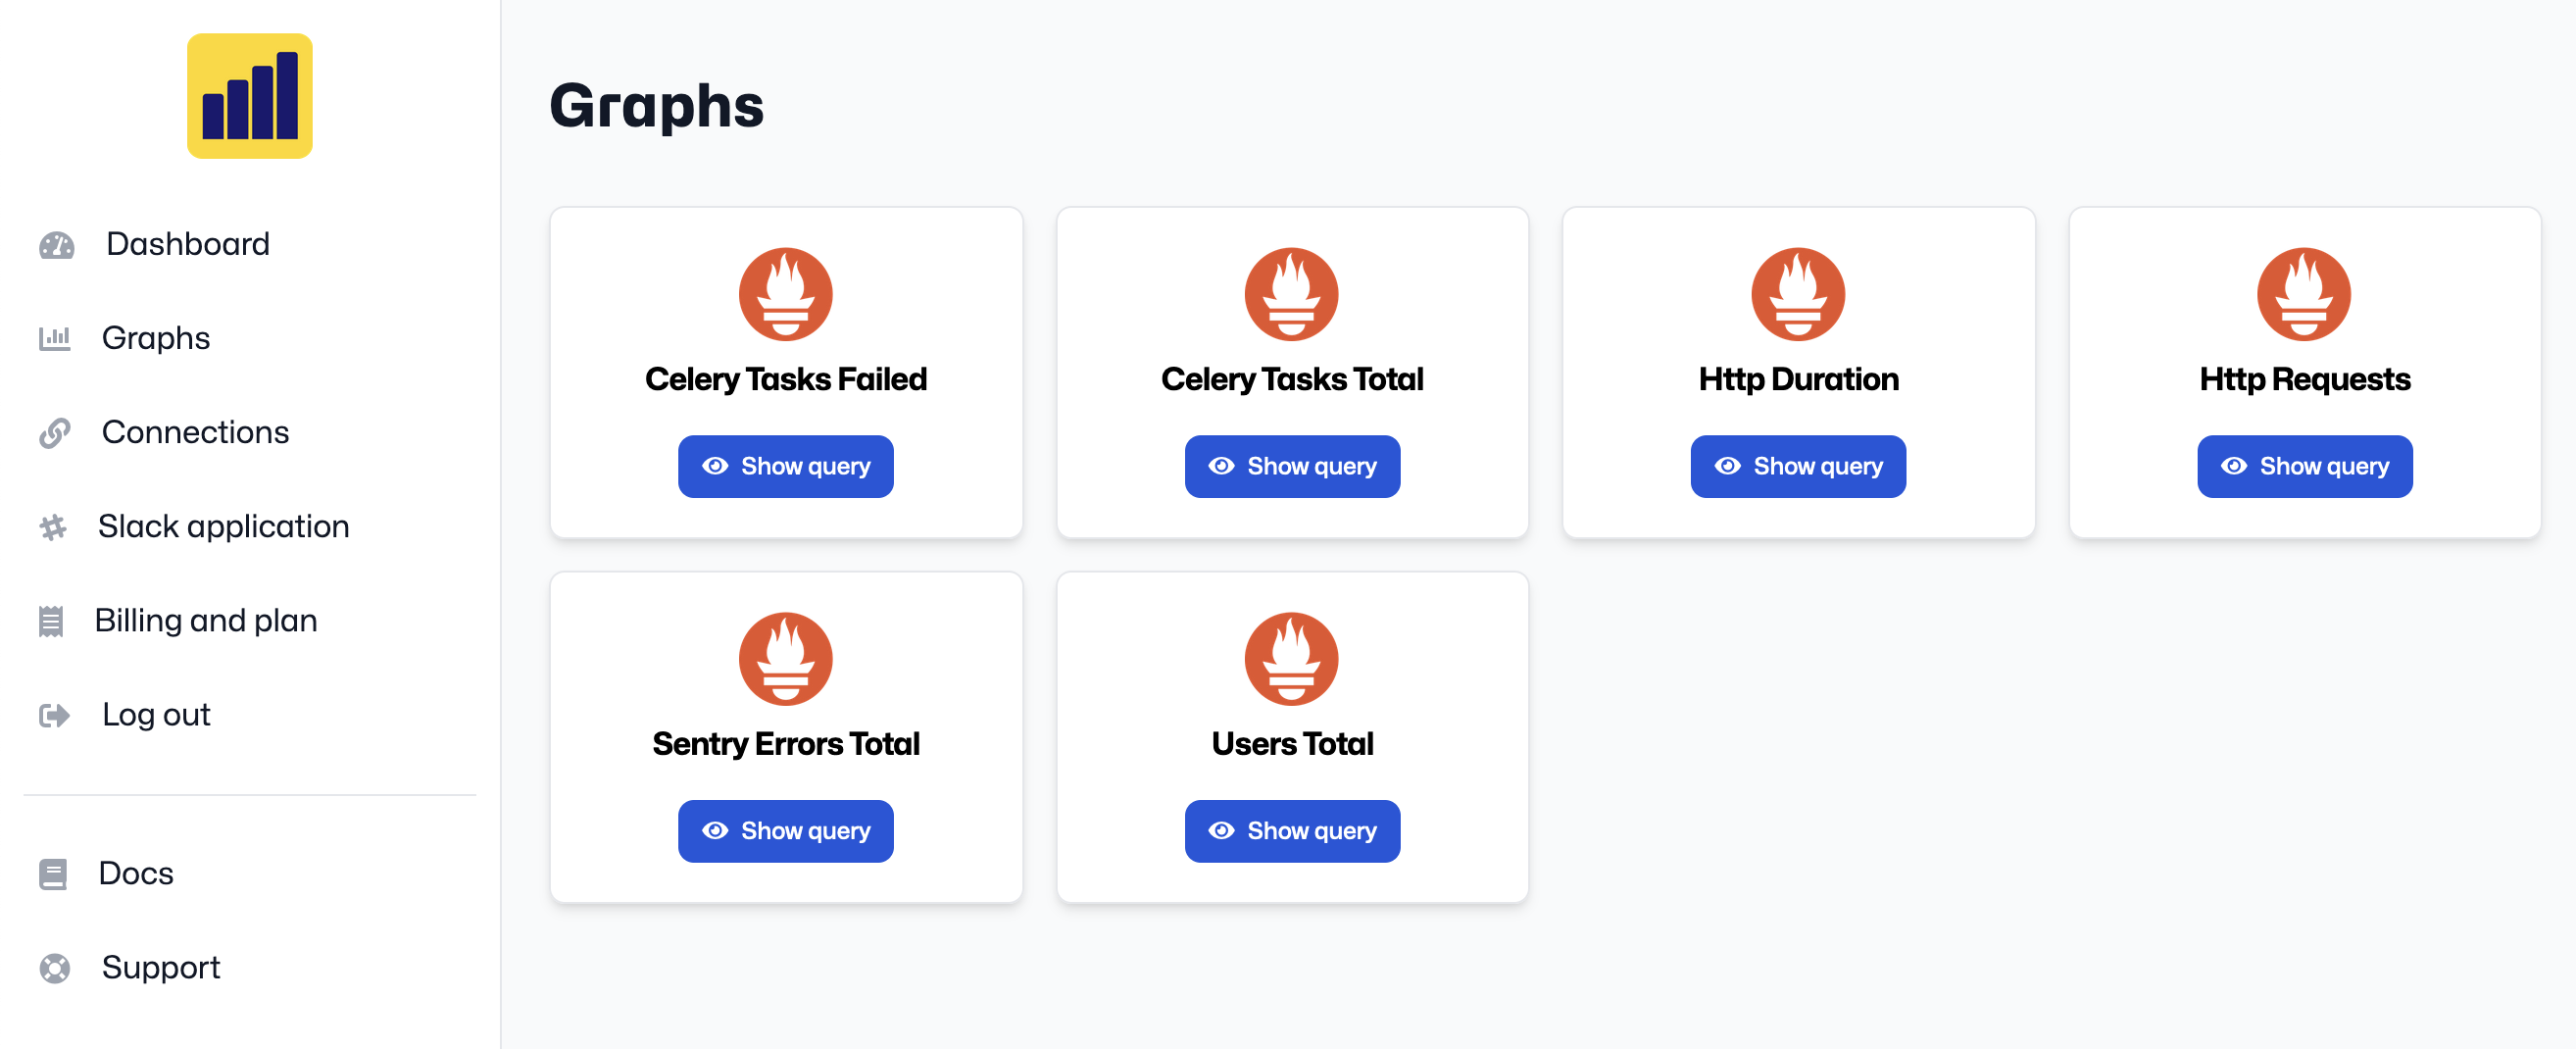 Dashboard
Graphs
Connections
Slack application
Billing and plan
Log out
Docs
Support
Graphs
Celery Tasks Failed
Show query
Celery Tasks Total
Show query
Http Duration
Show query
Http Requests
Show query
Sentry Errors Total
Show query
Users Total
Show query